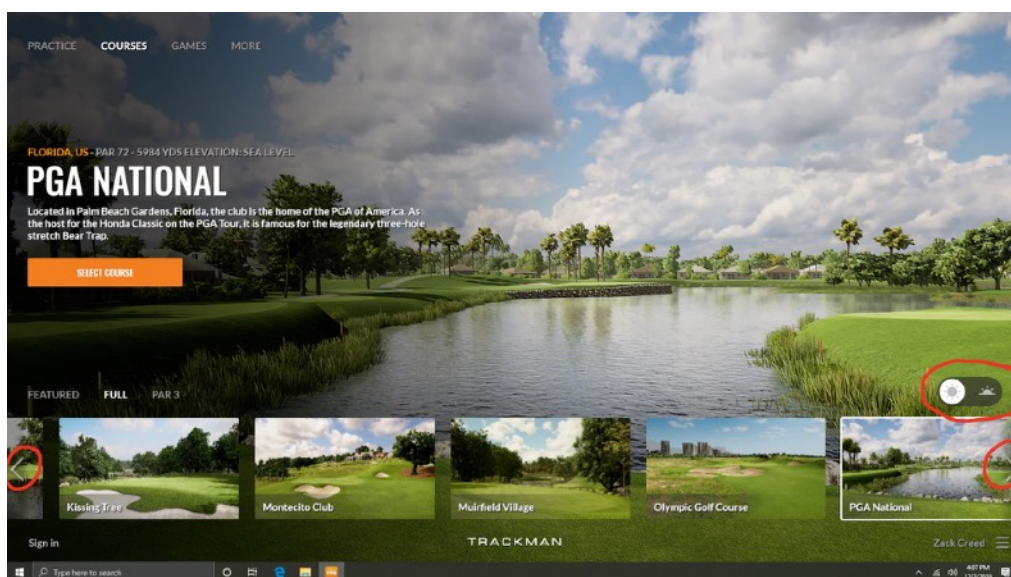 PRACTICE COURSES GAMES MORE
FLORIDA, US - PAR 72 - 5984 YDS ELEVATION: SEA LEVEL
PGA NATIONAL
Located in Palm Beach Gardens, Florida, the club is the home of the PGA of America. As
the host for the Honda Classic on the PGA Tour, it is famous for the legendary three-hole
stretch Bear Trap.
SELECT COURSE
FEATURED FULL PAR 3
Kissing Tree Montecito Club Muirfield Village Olympic Golf Course PGA National
Sign in TRACKMAN Zack Creed
Type here to search 4:07 PM